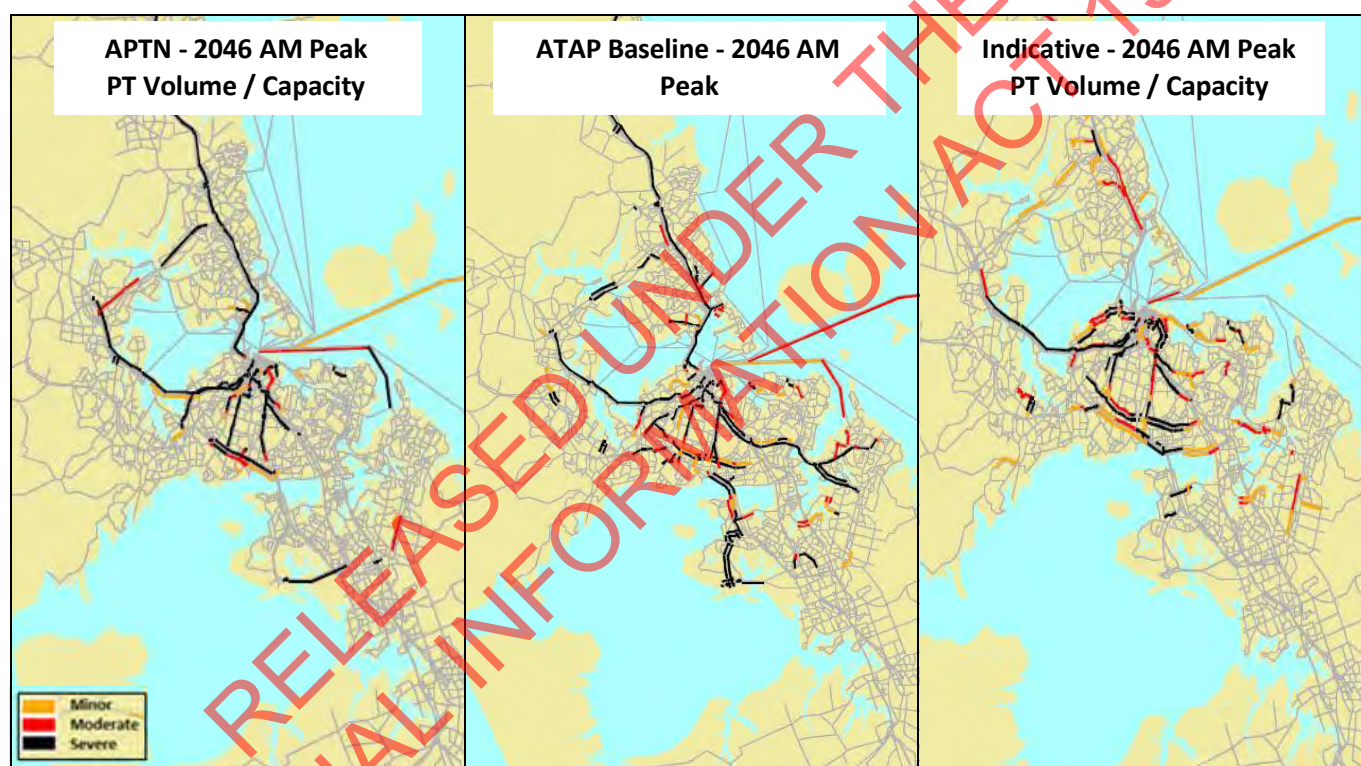 APTN - 2046 AM Peak
PT Volume / Capacity
ATAP Baseline - 2046 AM
Peak
Indicative - 2046 AM Peak
PT Volume / Capacity
Minor
Moderate
Severe
RELEASED UNDER THE
INFORMATION ACT